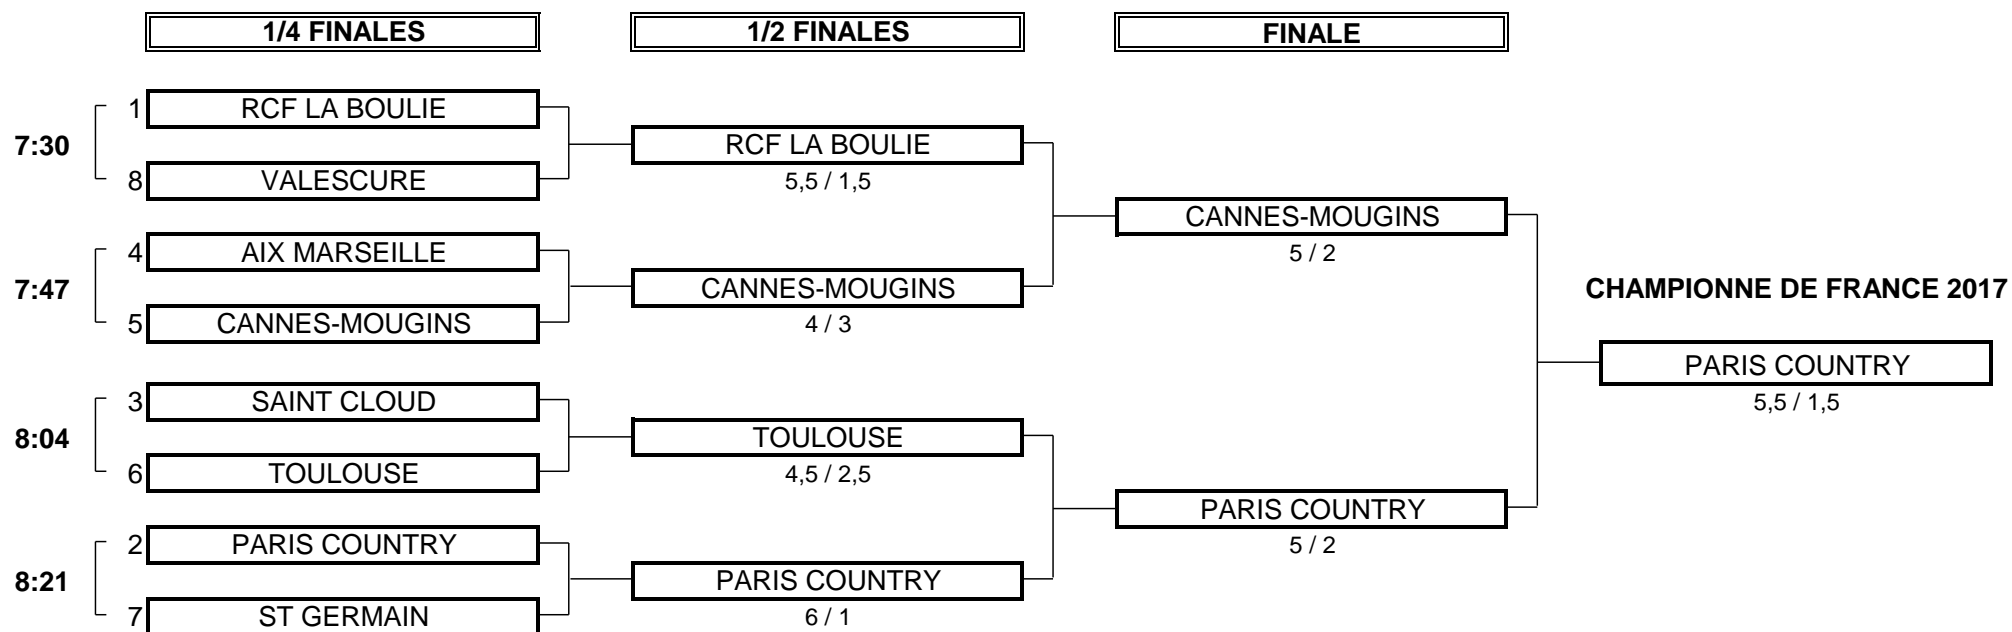 1/4 FINALES
1/2 FINALES
FINALE
7:30
1 RCF LA BOULIE
8 VALESCURE
7:47
4 AIX MARSEILLE
5 CANNES-MOUGINS
8:04
3 SAINT CLOUD
6 TOULOUSE
8:21
2 PARIS COUNTRY
7 ST GERMAIN
RCF LA BOULIE
5,5 / 1,5
CANNES-MOUGINS
4 / 3
TOULOUSE
4,5 / 2,5
PARIS COUNTRY
6 / 1
CANNES-MOUGINS
5 / 2
PARIS COUNTRY
5 / 2
CHAMPIONNE DE FRANCE 2017
PARIS COUNTRY
5,5 / 1,5